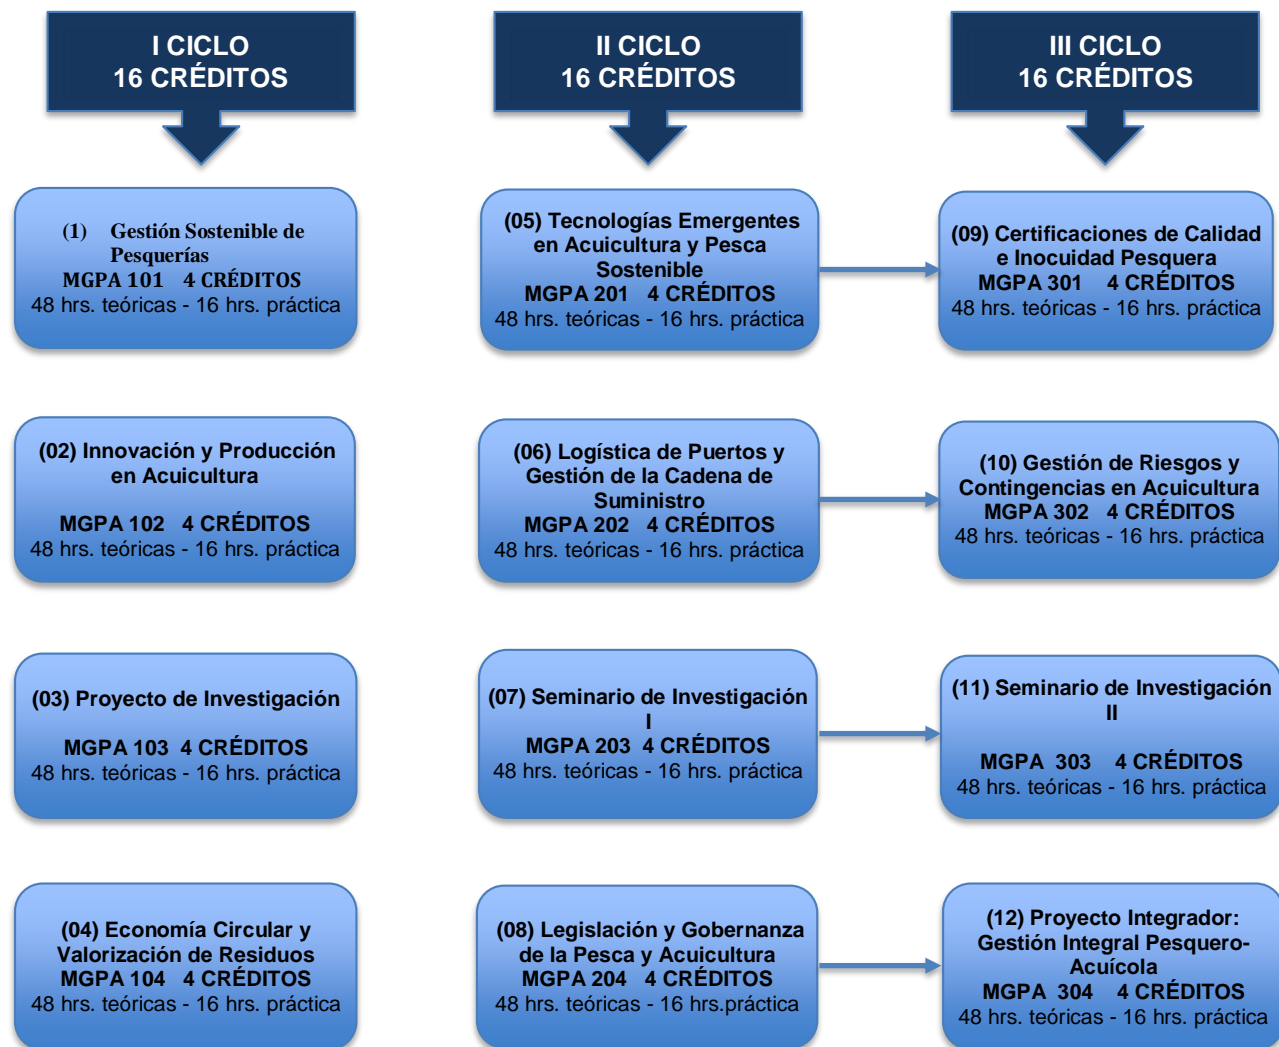 I CICLO
16 CRÉDITOS
II CICLO
16 CRÉDITOS
III CICLO
16 CRÉDITOS
(1) Gestión Sostenible de
Pesquerías
MGPA 101 4 CRÉDITOS
48 hrs. teóricas - 16 hrs. práctica
(05) Tecnologías Emergentes
en Acuicultura y Pesca
Sostenible
MGPA 201 4 CRÉDITOS
48 hrs. teóricas - 16 hrs. práctica
(09) Certificaciones de Calidad
e Inocuidad Pesquera
MGPA 301 4 CRÉDITOS
48 hrs. teóricas - 16 hrs. práctica
(02) Innovación y Producción
en Acuicultura
MGPA 102 4 CRÉDITOS
48 hrs. teóricas - 16 hrs. práctica
(06) Logística de Puertos y
Gestión de la Cadena de
Suministro
MGPA 202 4 CRÉDITOS
48 hrs. teóricas - 16 hrs. práctica
(10) Gestión de Riesgos y
Contingencias en Acuicultura
MGPA 302 4 CRÉDITOS
48 hrs. teóricas - 16 hrs. práctica
(03) Proyecto de Investigación
MGPA 103 4 CRÉDITOS
48 hrs. teóricas - 16 hrs. práctica
(07) Seminario de Investigación
I
MGPA 203 4 CRÉDITOS
48 hrs. teóricas - 16 hrs. práctica
(11) Seminario de Investigación
II
MGPA 303 4 CRÉDITOS
48 hrs. teóricas - 16 hrs. práctica
(04) Economía Circular y
Valorización de Residuos
MGPA 104 4 CRÉDITOS
48 hrs. teóricas - 16 hrs. práctica
(08) Legislación y Gobernanza
de la Pesca y Acuicultura
MGPA 204 4 CRÉDITOS
48 hrs. teóricas - 16 hrs.práctica
(12) Proyecto Integrador:
Gestión Integral Pesquero-
Acuícola
MGPA 304 4 CRÉDITOS
48 hrs. teóricas - 16 hrs. práctica